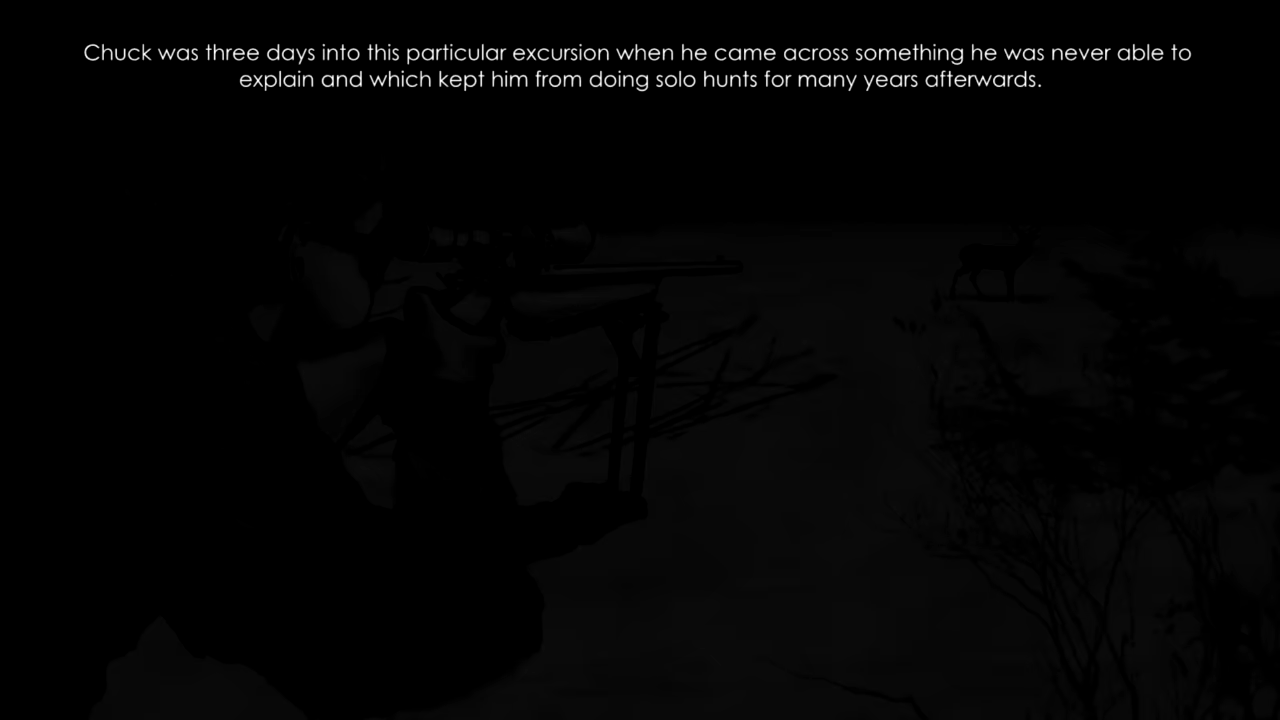 Chuck was three days into this particular excursion when he came across something he was never able to
explain and which kept him from doing solo hunts for many years afterwards.